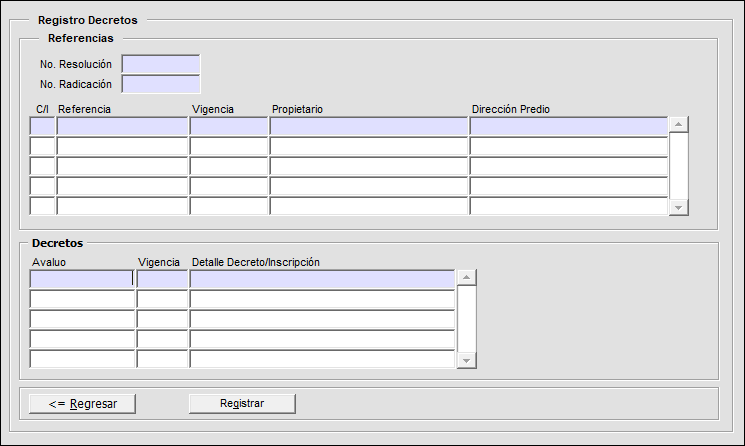 Registro Decretos
Referencias
No. Resolución
No. Radicación
C/I Referencia Vigencia Propietario Dirección Predio
Decretos
Avaluo Vigencia Detalle Decreto/Inscripción
<= Regresar Registrar